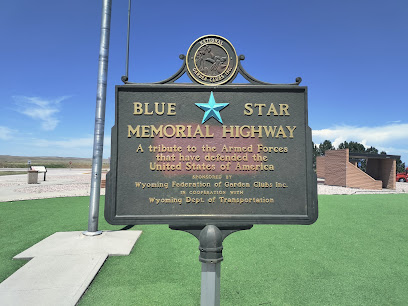 NATIONAL
BLUE STAR
MEMORIAL HIGHWAY
A tribute to the Armed Forces
that have defended the
United States of America
SPONSORED BY
Wyoming Federation of Garden Clubs Inc.
IN COOPERATION WITH
Wyoming Dept. of Transportation